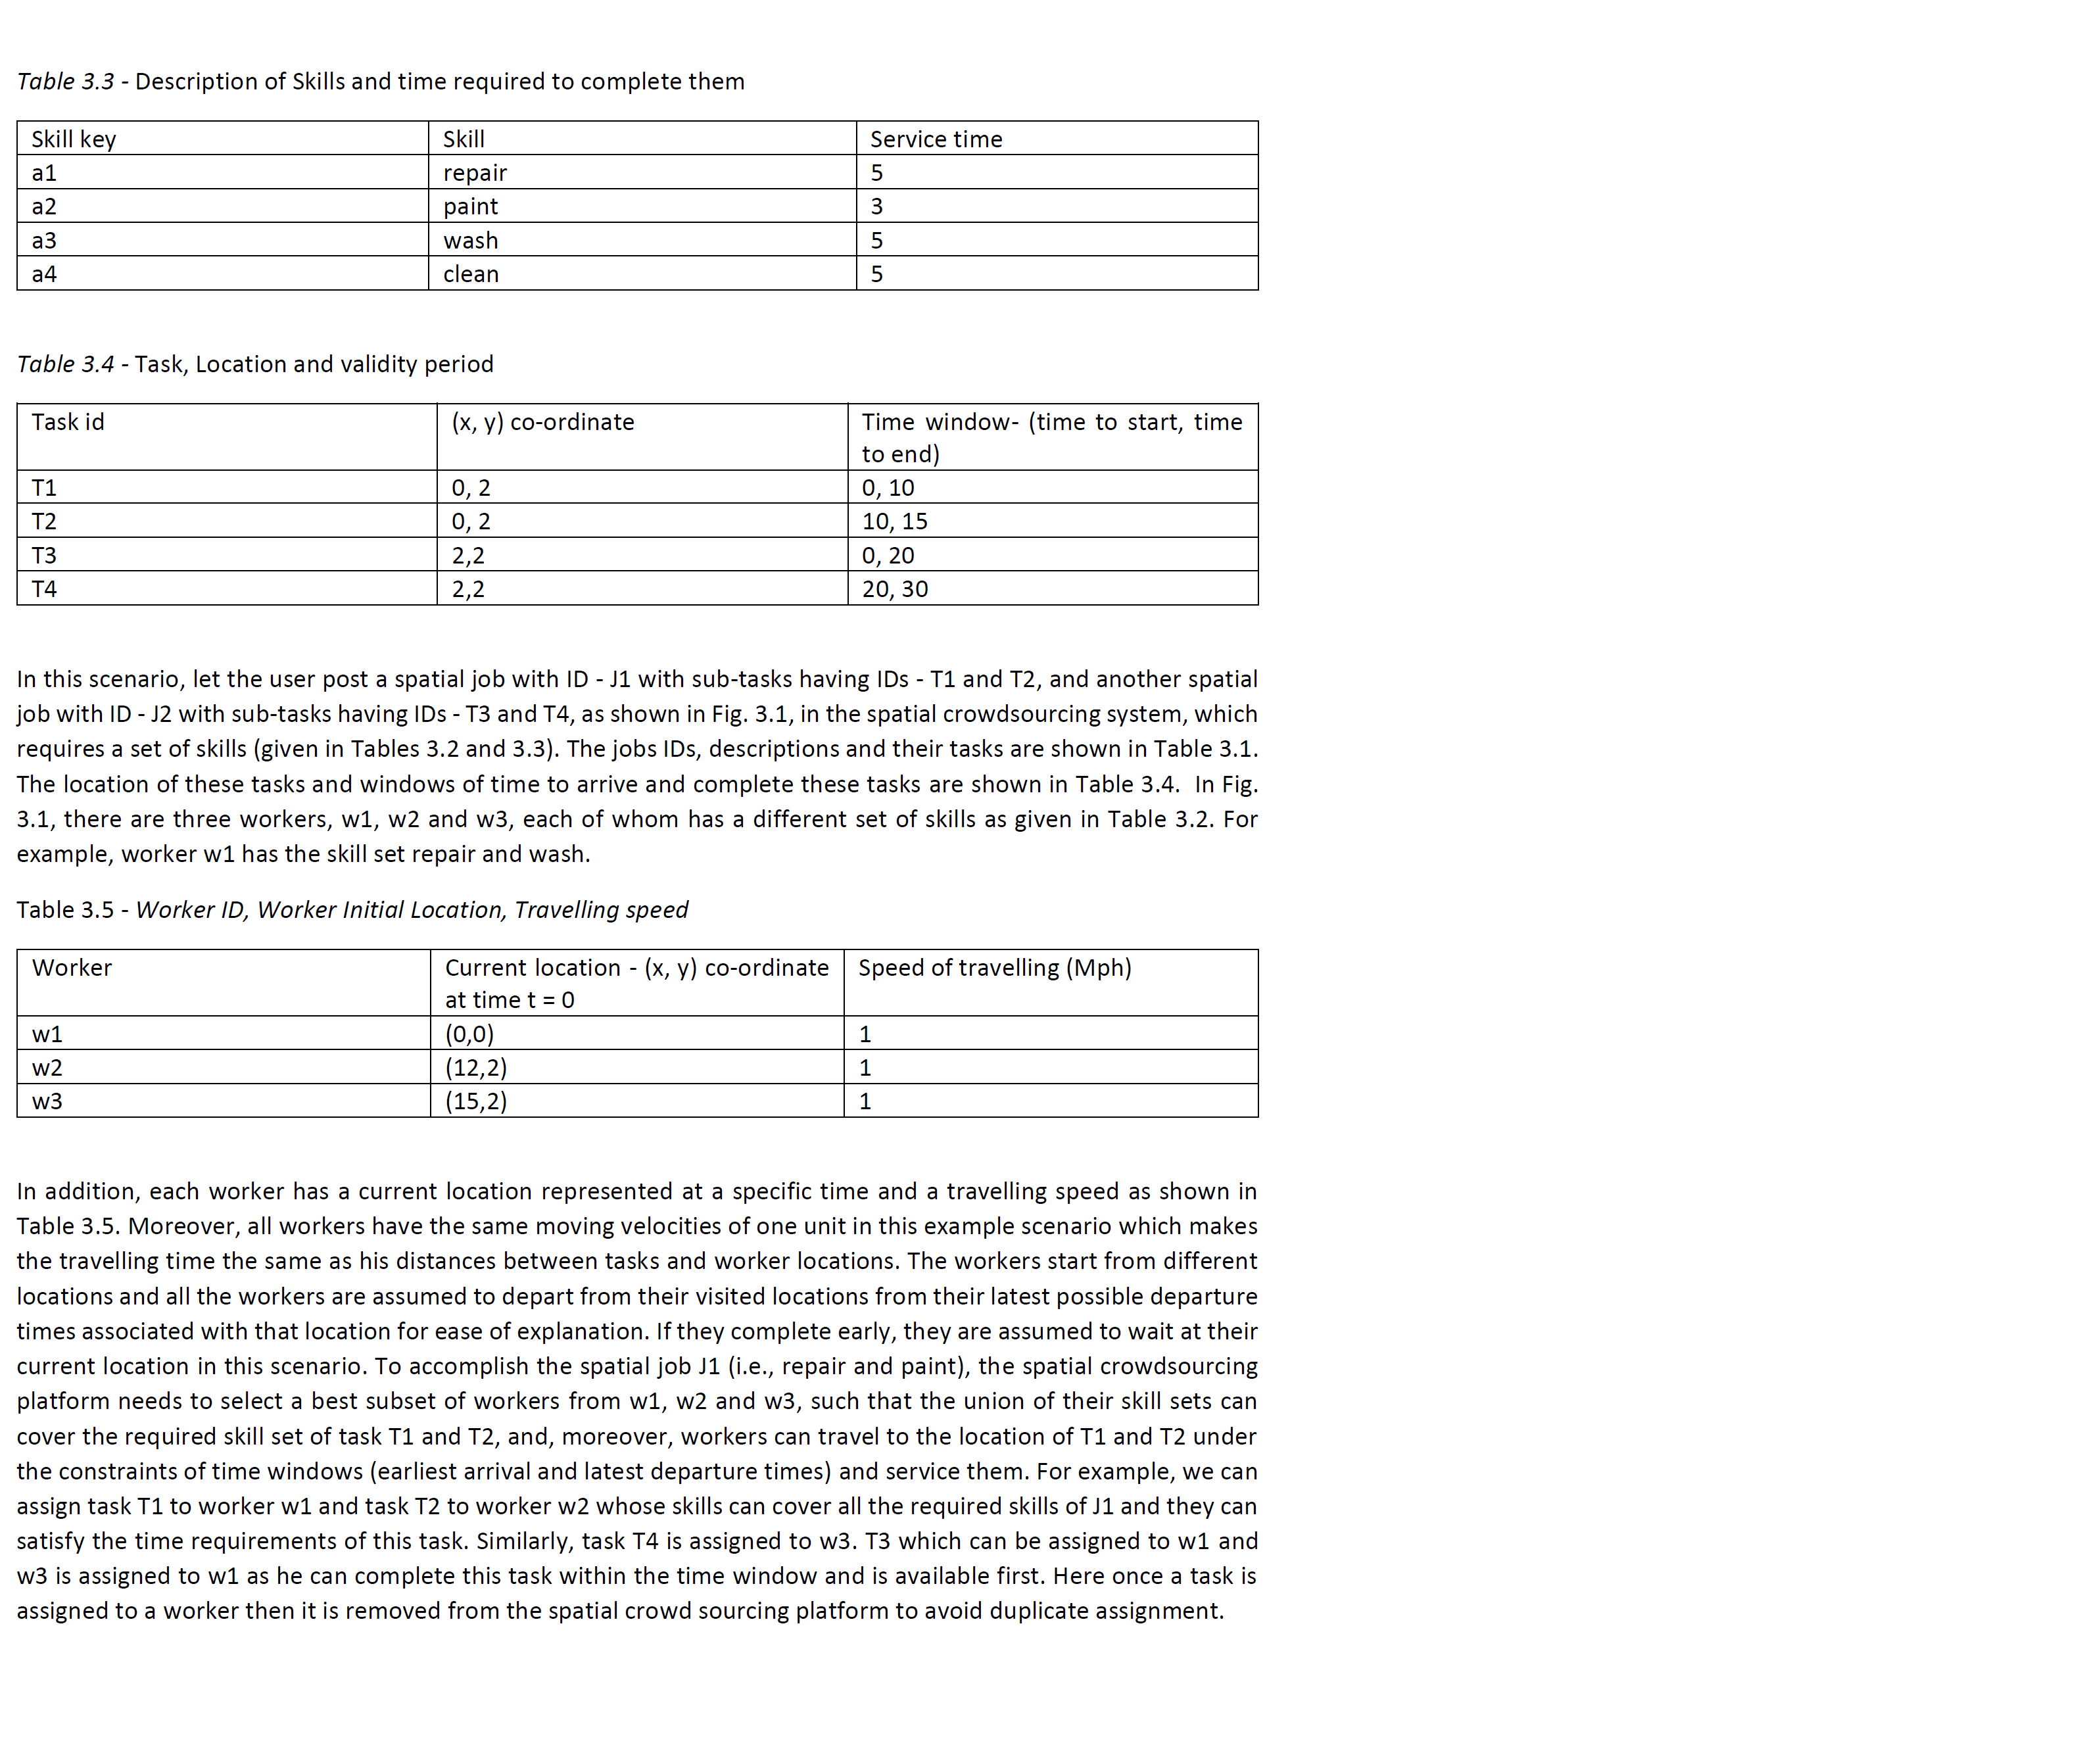 Table 3.3 - Description of Skills and time required to complete them
Skill key Skill Service time
a1 repair 5
a2 paint 3
a3 wash 5
a4 clean 5
Table 3.4 - Task, Location and validity period
Task id (x, y) co-ordinate Time window- (time to start, time
to end)
T1 0, 2 0, 10
T2 0, 2 10, 15
T3 2,2 0, 20
T4 2,2 20, 30
In this scenario, let the user post a spatial job with ID - J1 with sub-tasks having IDs - T1 and T2, and another spatial
job with ID - J2 with sub-tasks having IDs - T3 and T4, as shown in Fig. 3.1, in the spatial crowdsourcing system, which
requires a set of skills (given in Tables 3.2 and 3.3). The jobs IDs, descriptions and their tasks are shown in Table 3.1.
The location of these tasks and windows of time to arrive and complete these tasks are shown in Table 3.4. In Fig.
3.1, there are three workers, w1, w2 and w3, each of whom has a different set of skills as given in Table 3.2. For
example, worker w1 has the skill set repair and wash.
Table 3.5 - Worker ID, Worker Initial Location, Travelling speed
Worker Current location - (x, y) co-ordinate Speed of travelling (Mph)
at time t = 0
w1 (0,0) 1
w2 (12,2) 1
w3 (15,2) 1
In addition, each worker has a current location represented at a specific time and a travelling speed as shown in
Table 3.5. Moreover, all workers have the same moving velocities of one unit in this example scenario which makes
the travelling time the same as his distances between tasks and worker locations. The workers start from different
locations and all the workers are assumed to depart from their visited locations from their latest possible departure
times associated with that location for ease of explanation. If they complete early, they are assumed to wait at their
current location in this scenario. To accomplish the spatial job J1 (i.e., repair and paint), the spatial crowdsourcing
platform needs to select a best subset of workers from w1, w2 and w3, such that the union of their skill sets can
cover the required skill set of task T1 and T2, and, moreover, workers can travel to the location of T1 and T2 under
the constraints of time windows (earliest arrival and latest departure times) and service them. For example, we can
assign task T1 to worker w1 and task T2 to worker w2 whose skills can cover all the required skills of J1 and they can
satisfy the time requirements of this task. Similarly, task T4 is assigned to w3. T3 which can be assigned to w1 and
w3 is assigned to w1 as he can complete this task within the time window and is available first. Here once a task is
assigned to a worker then it is removed from the spatial crowd sourcing platform to avoid duplicate assignment.